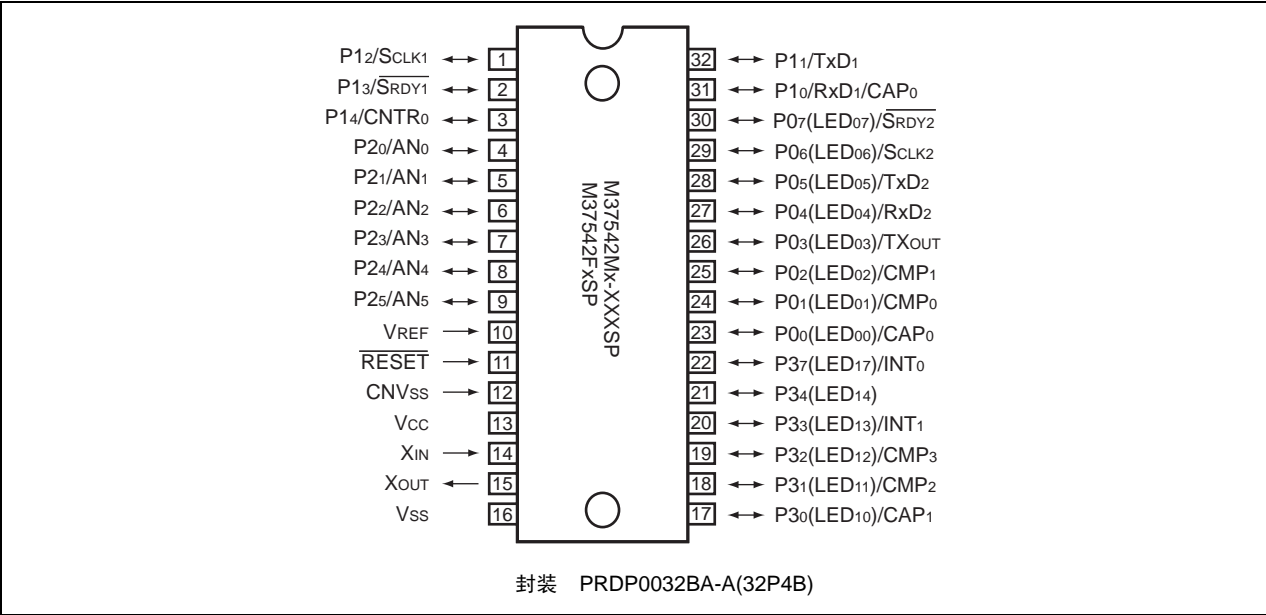 P12/SCLK1 1
P13/SRDY1 2
P14/CNTR0 3
P20/AN0 4
P21/AN1 5
P22/AN2 6
P23/AN3 7
P24/AN4 8
P25/AN5 9
VREF 10
RESET 11
CNVSS 12
VCC 13
XIN 14
XOUT 15
VSS 16
M37542Mx-XXXSP
M37542FxSP
32 P11/TxD1
31 P10/RxD1/CAP0
30 P07(LED07)/SRDY2
29 P06(LED06)/SCLK2
28 P05(LED05)/TxD2
27 P04(LED04)/RxD2
26 P03(LED03)/TXOUT
25 P02(LED02)/CMP1
24 P01(LED01)/CMP0
23 P00(LED00)/CAP0
22 P37(LED17)/INT0
21 P34(LED14)
20 P33(LED13)/INT1
19 P32(LED12)/CMP3
18 P31(LED11)/CMP2
17 P30(LED10)/CAP1
封装 PRDP0032BA-A(32P4B)